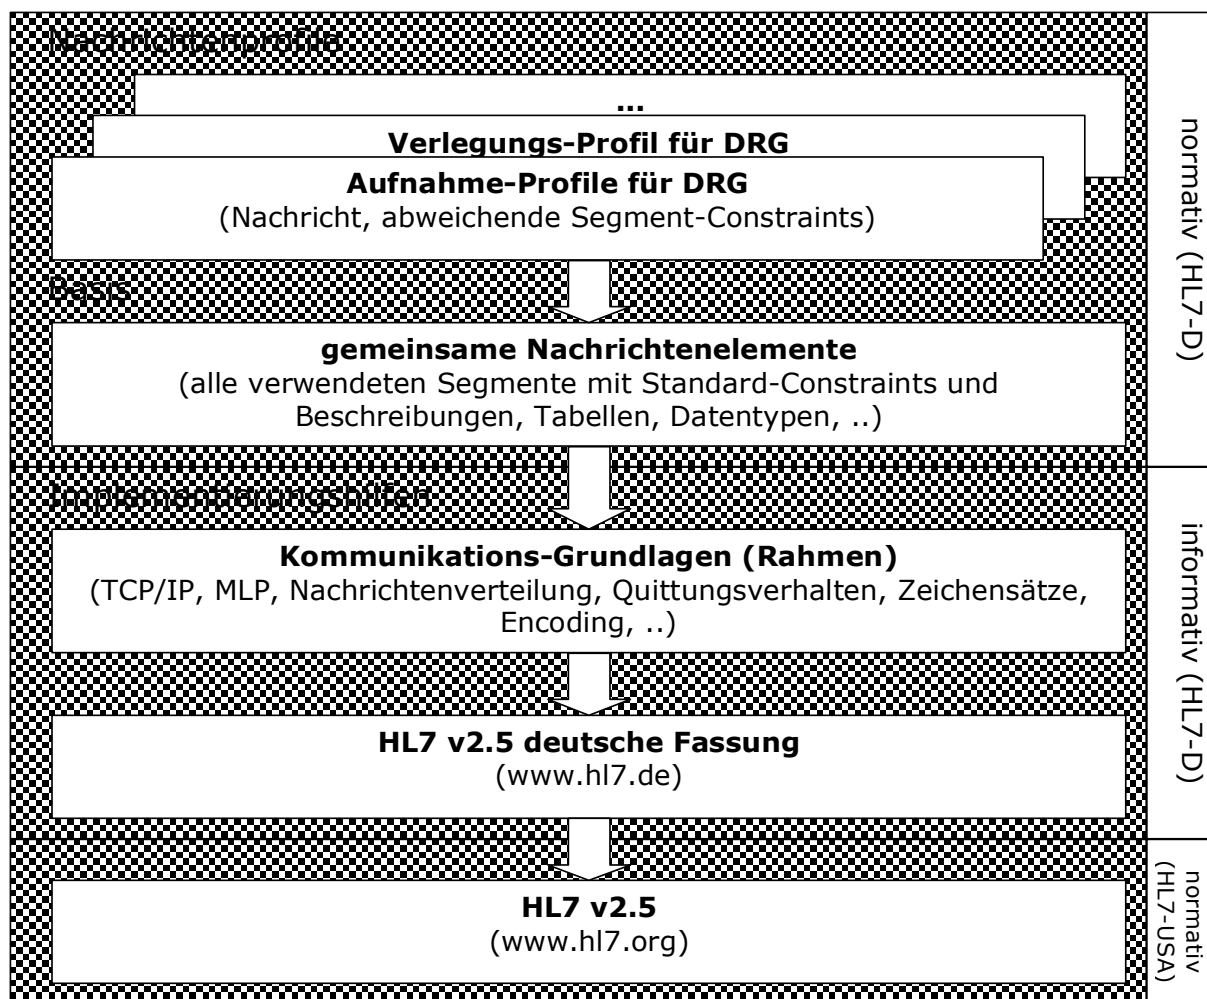 Nachrichtenprofile
...
Verlegungs-Profil für DRG
Aufnahme-Profile für DRG
(Nachricht, abweichende Segment-Constraints)
Basis
gemeinsame Nachrichtenelemente
(alle verwendeten Segmente mit Standard-Constraints und
Beschreibungen, Tabellen, Datentypen, ..)
normativ (HL7-D)
Implementierungshilfen
Kommunikations-Grundlagen (Rahmen)
(TCP/IP, MLP, Nachrichtenverteilung, Quittungsverhalten, Zeichensätze,
Encoding, ..)
HL7 v2.5 deutsche Fassung
(www.hl7.de)
informativ (HL7-D)
HL7 v2.5
(www.hl7.org)
normativ
(HL7-USA)